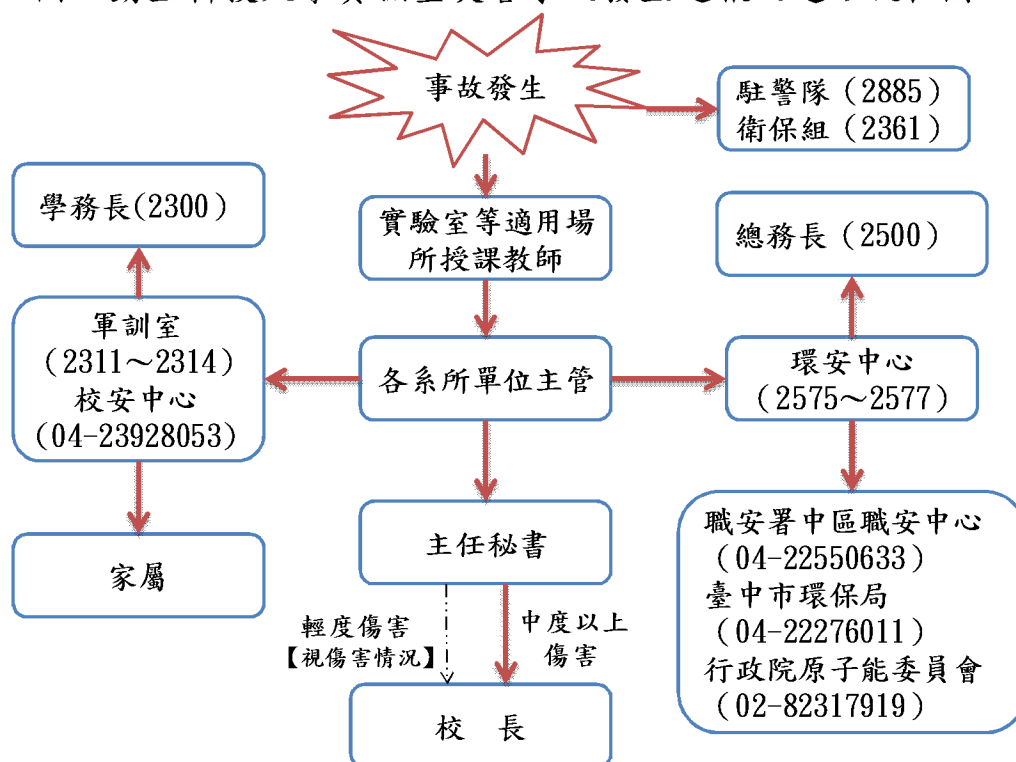 事故發生
駐警隊（2885）
衛保組（2361）
學務長(2300)
實驗室等適用場
所授課教師
總務長（2500）
軍訓室
（2311～2314）
校安中心
(04-23928053)
各系所單位主管
環安中心
（2575～2577）
家屬
主任秘書
職安署中區職安中心
（04-22550633）
臺中市環保局
（04-22276011）
行政院原子能委員會
（02-82317919）
輕度傷害
【視傷害情況】
中度以上
傷害
校　長